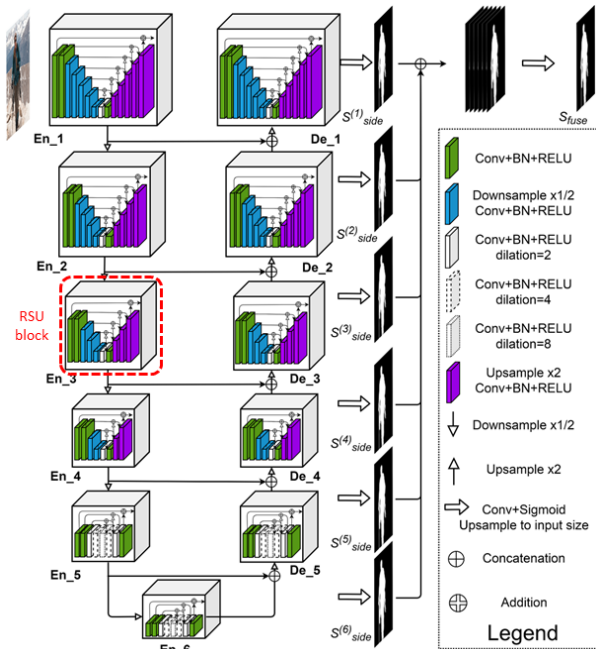 En_1
De_1
S(1)side
Sfuse
En_2
De_2
S(2)side
RSU
block
En_3
De_3
S(3)side
En_4
De_4
S(4)side
En_5
De_5
S(5)side
En_6
S(6)side
Conv+BN+RELU
Downsample x1/2
Conv+BN+RELU
Conv+BN+RELU
dilation=2
Conv+BN+RELU
dilation=4
Conv+BN+RELU
dilation=8
Upsample x2
Conv+BN+RELU
Downsample x1/2
Upsample x2
Conv+Sigmoid
Upsample to input size
Concatenation
Addition
Legend